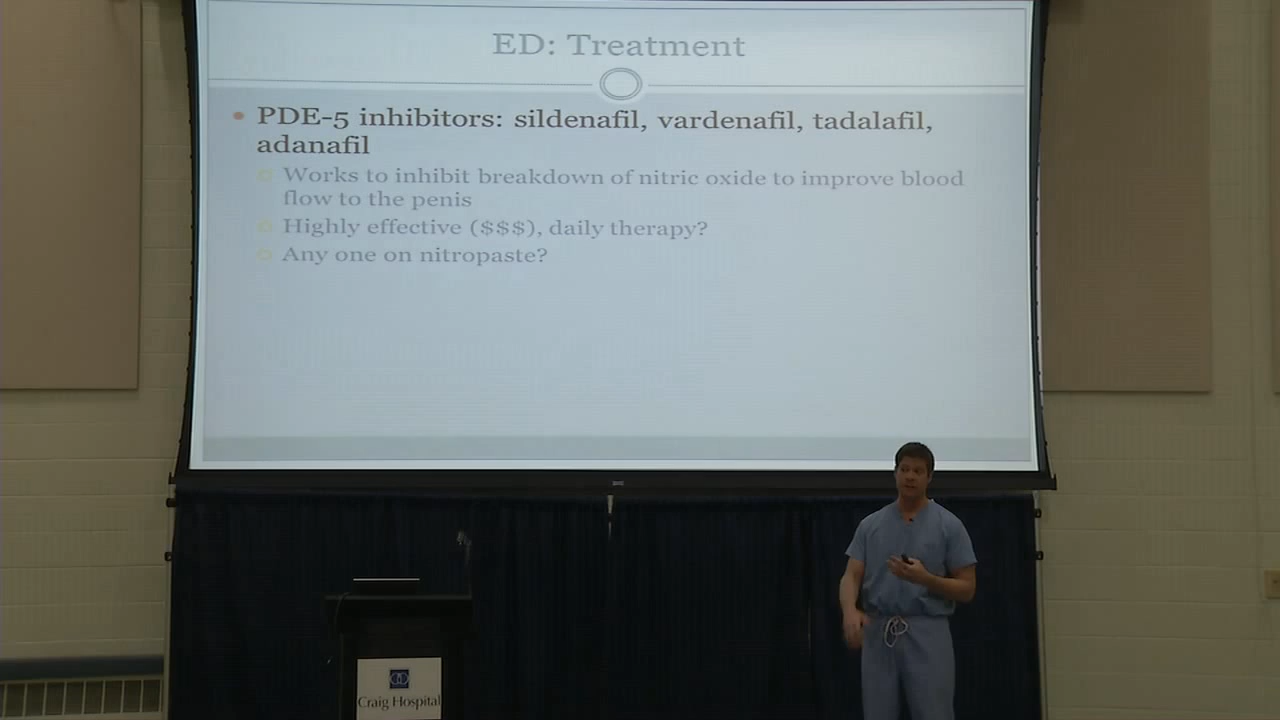 ED: Treatment
PDE-5 inhibitors: sildenafil, vardenafil, tadalafil,
adanafil
Works to inhibit breakdown of nitric oxide to improve blood
flow to the penis
Highly effective ($$$), daily therapy?
Any one on nitropaste?
Craig Hospital